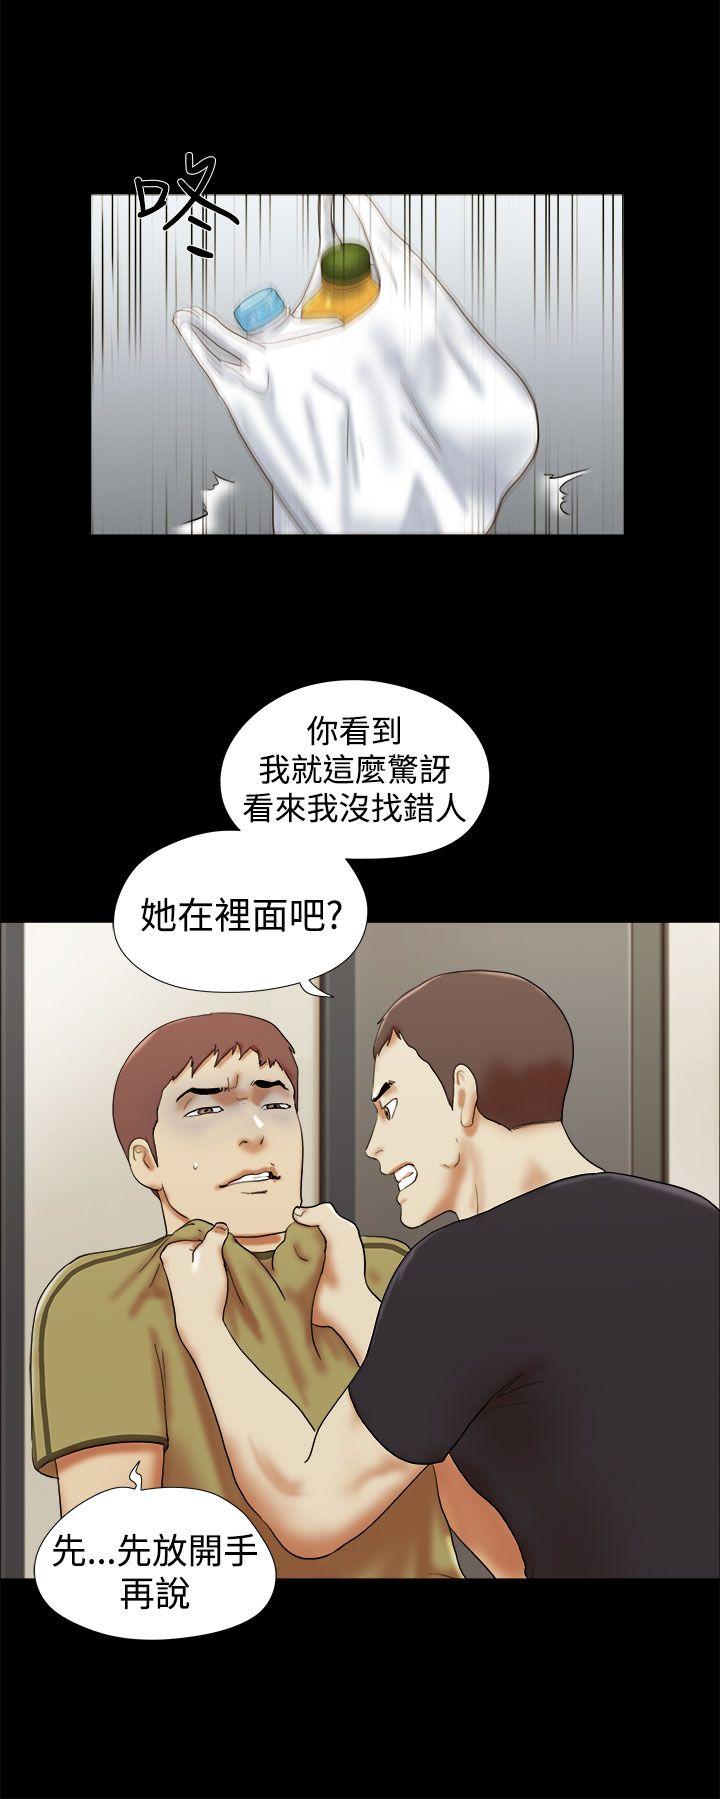 咚
你看到
我就這麼驚訝
看來我沒找錯人
她在裡面吧?
先...先放開手
再說